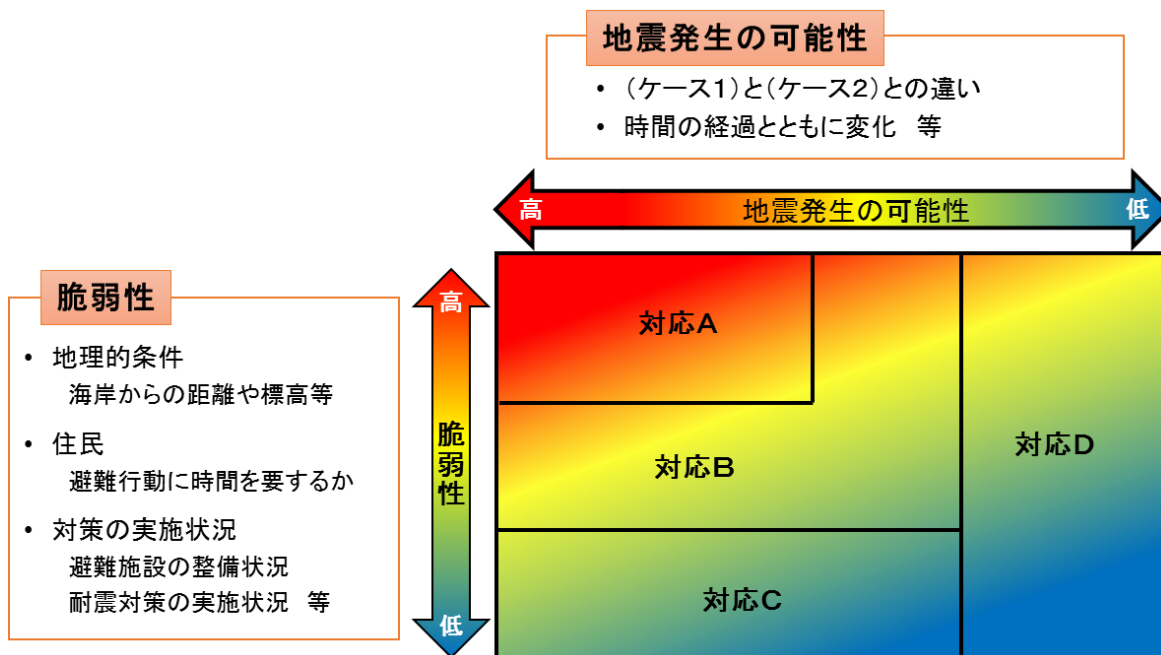 地震発生の可能性
• （ケース１）と（ケース２）との違い
• 時間の経過とともに変化　等
高 地震発生の可能性 低
脆弱性
• 地理的条件
海岸からの距離や標高等
• 住民
避難行動に時間を要するか
• 対策の実施状況
避難施設の整備状況
耐震対策の実施状況　等
高
脆弱性
低
対応Ａ
対応Ｂ
対応Ｃ
対応Ｄ